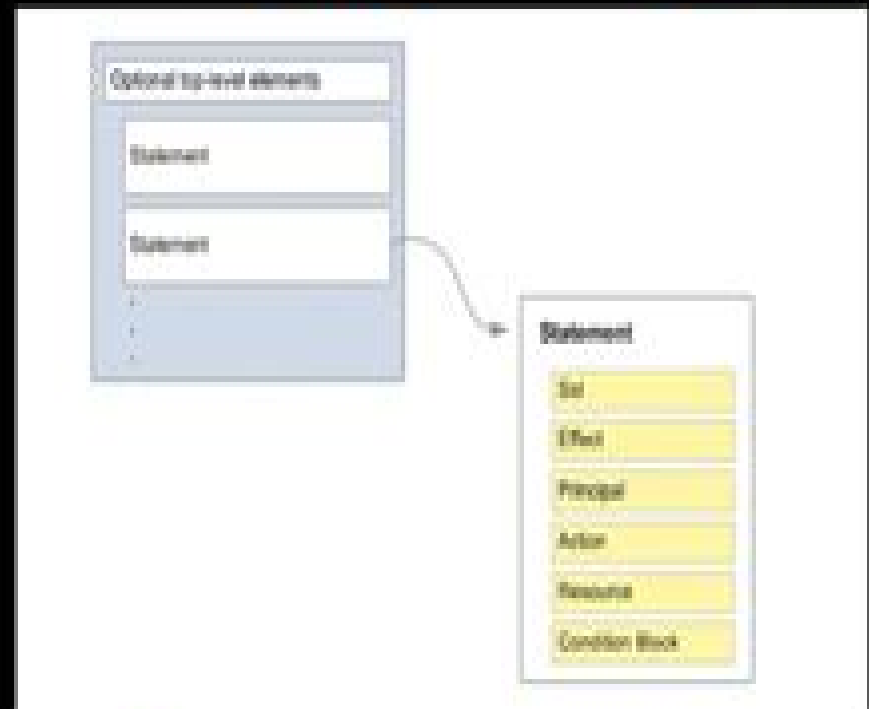 Optional top-level elements
Statement
Statement
Statement
Sid
Effect
Principal
Action
Resource
Condition Block